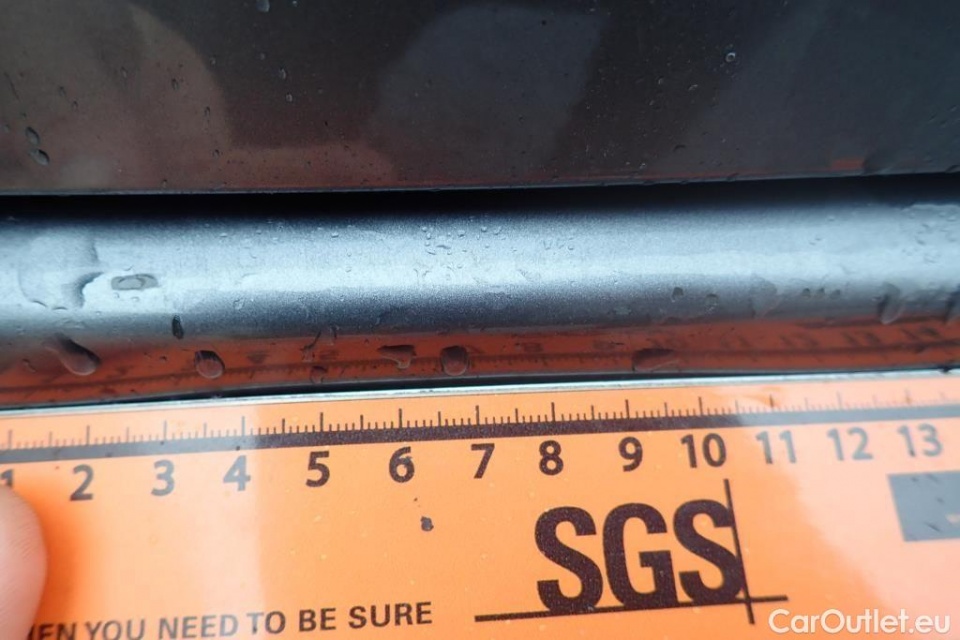 1 2 3 4 5 6 7 8 9 10 11 12 13
SGS
YOU NEED TO BE SURE
CarOutlet.eu